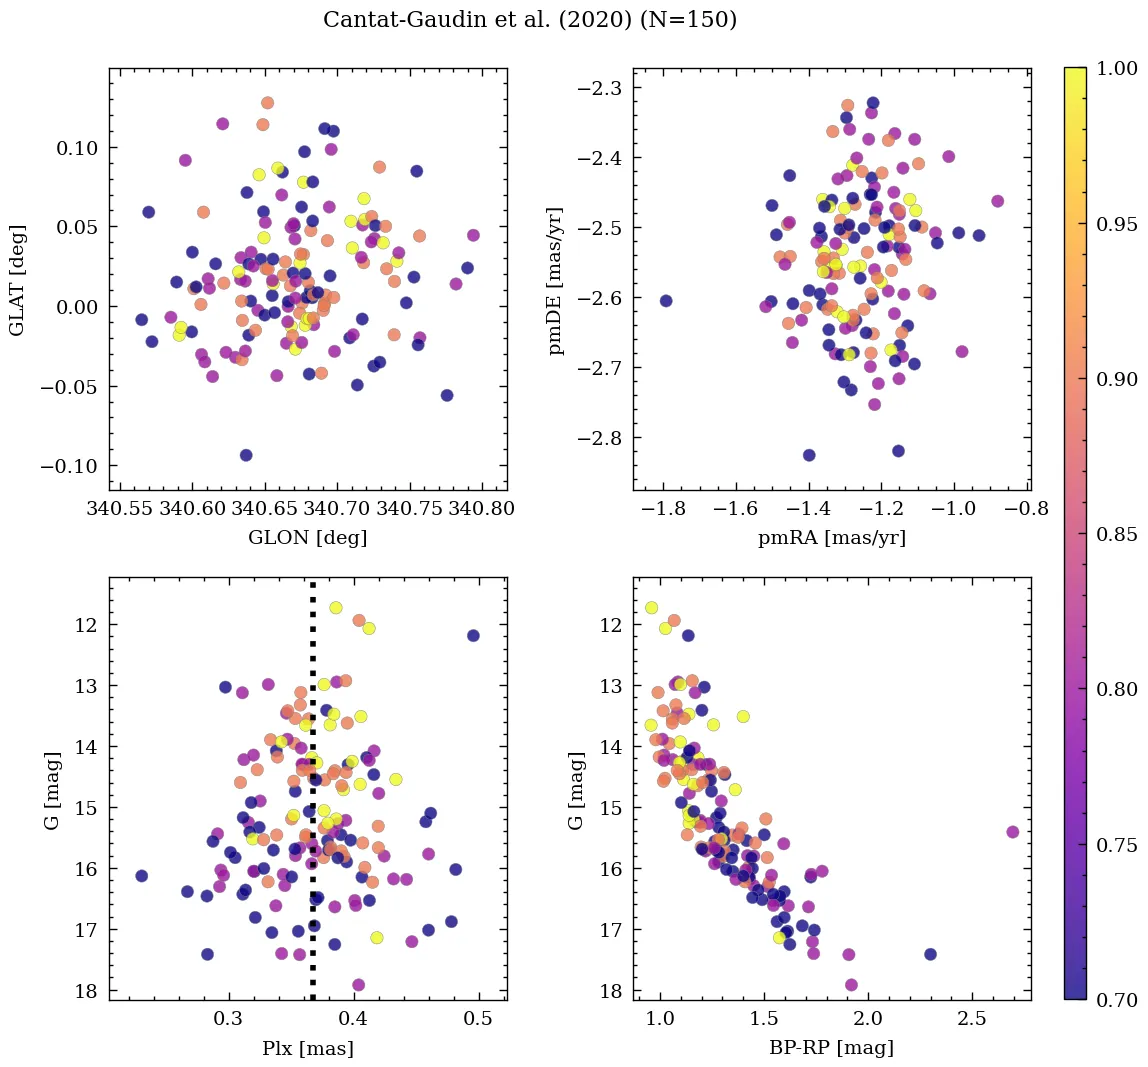 Cantat-Gaudin et al. (2020) (N=150)
0.10
0.05
0.00
−0.05
−0.10
GLAT [deg]
340.55 340.60 340.65 340.70 340.75 340.80
GLON [deg]
−2.3
−2.4
−2.5
−2.6
−2.7
−2.8
pmDE [mas/yr]
−1.8 −1.6 −1.4 −1.2 −1.0 −0.8
pmRA [mas/yr]
12
13
14
15
16
17
18
G [mag]
0.3 0.4 0.5
Plx [mas]
12
13
14
15
16
17
18
G [mag]
1.0 1.5 2.0 2.5
BP-RP [mag]
1.00
0.95
0.90
0.85
0.80
0.75
0.70